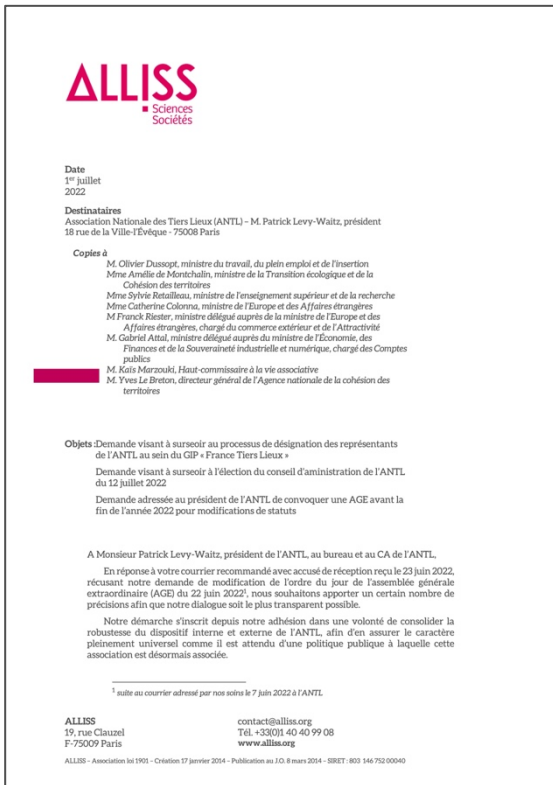 ALLISS
Sciences
Sociétés
Date
1er juillet
2022
Destinataires
Association Nationale des Tiers Lieux (ANTL) – M. Patrick Levy-Waitz, président
18 rue de la Ville-l'Évêque - 75008 Paris
Copies à
M. Olivier Dussopt, ministre du travail, du plein emploi et de l'insertion
Mme Amélie de Montchalin, ministre de la Transition écologique et de la
Cohésion des territoires
Mme Sylvie Retailleau, ministre de l'enseignement supérieur et de la recherche
Mme Catherine Colonna, ministre de l'Europe et des Affaires étrangères
M Franck Riester, ministre délégué auprès de la ministre de l'Europe et des
Affaires étrangères, chargé du commerce extérieur et de l'Attractivité
M. Gabriel Attal, ministre délégué auprès du ministre de l'Économie, des
Finances et de la Souveraineté industrielle et numérique, chargé des Comptes
publics
M. Kaïs Marzouki, Haut-commissaire à la vie associative
M. Yves Le Breton, directeur général de l'Agence nationale de la cohésion des
territoires
Objets :Demande visant à surseoir au processus de désignation des représentants
de l'ANTL au sein du GIP « France Tiers Lieux »
Demande visant à surseoir à l'élection du conseil d'aministration de l'ANTL
du 12 juillet 2022
Demande adressée au président de l'ANTL de convoquer une AGE avant la
fin de l'année 2022 pour modifications de statuts
A Monsieur Patrick Levy-Waitz, président de l'ANTL, au bureau et au CA de l'ANTL,
En réponse à votre courrier recommandé avec accusé de réception reçu le 23 juin 2022,
récusant notre demande de modification de l'ordre du jour de l'assemblée générale
extraordinaire (AGE) du 22 juin 2022¹, nous souhaitons apporter un certain nombre de
précisions afin que notre dialogue soit le plus transparent possible.
Notre démarche s'inscrit depuis notre adhésion dans une volonté de consolider la
robustesse du dispositif interne et externe de l'ANTL, afin d'en assurer le caractère
pleinement universel comme il est attendu d'une politique publique à laquelle cette
association est désormais associée.
¹ suite au courrier adressé par nos soins le 7 juin 2022 à l'ANTL
ALLISS
19, rue Clauzel
F-75009 Paris
contact@alliss.org
Tél. +33(0)1 40 40 99 08
www.alliss.org
ALLISS – Association loi 1901 – Création 17 janvier 2014 – Publication au J.O. 8 mars 2014 – SIRET : 803 146 752 00040